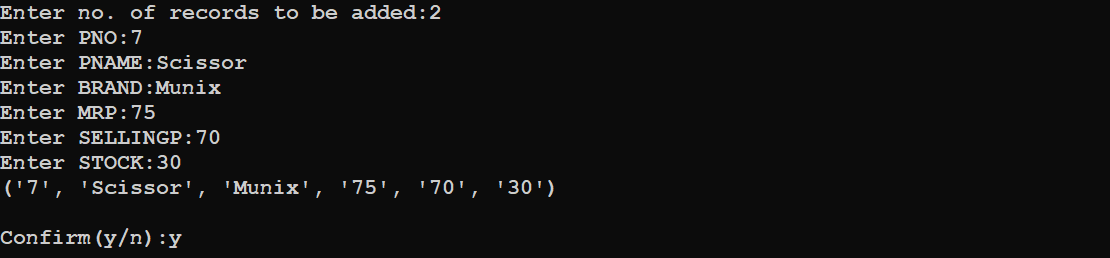 Enter no. of records to be added:2
Enter PNO:7
Enter PNAME:Scissor
Enter BRAND:Munix
Enter MRP:75
Enter SELLINGP:70
Enter STOCK:30
('7', 'Scissor', 'Munix', '75', '70', '30')
Confirm(y/n):y